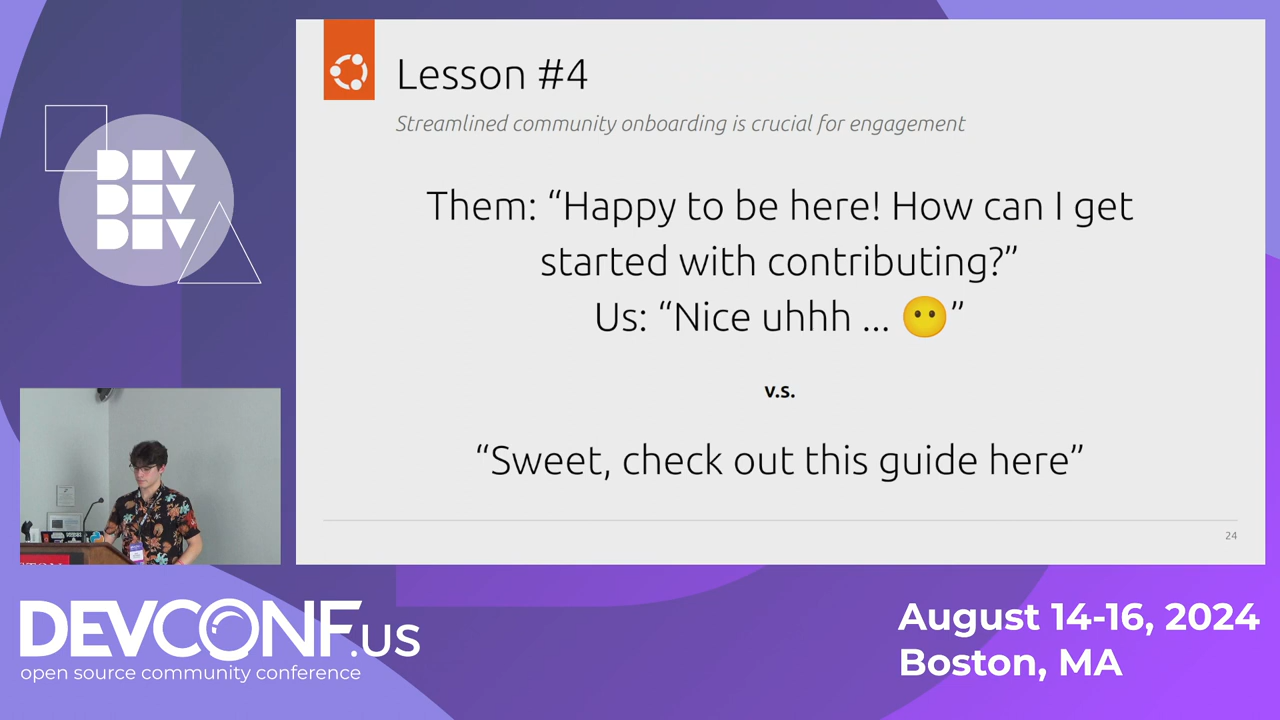 Lesson #4
Streamlined community onboarding is crucial for engagement
Them: “Happy to be here! How can I get
started with contributing?”
Us: “Nice uhhh ... 😶”
v.s.
“Sweet, check out this guide here”
24
DEV
DEV
DEV
DEVCONF.US
open source community conference
August 14-16, 2024
Boston, MA